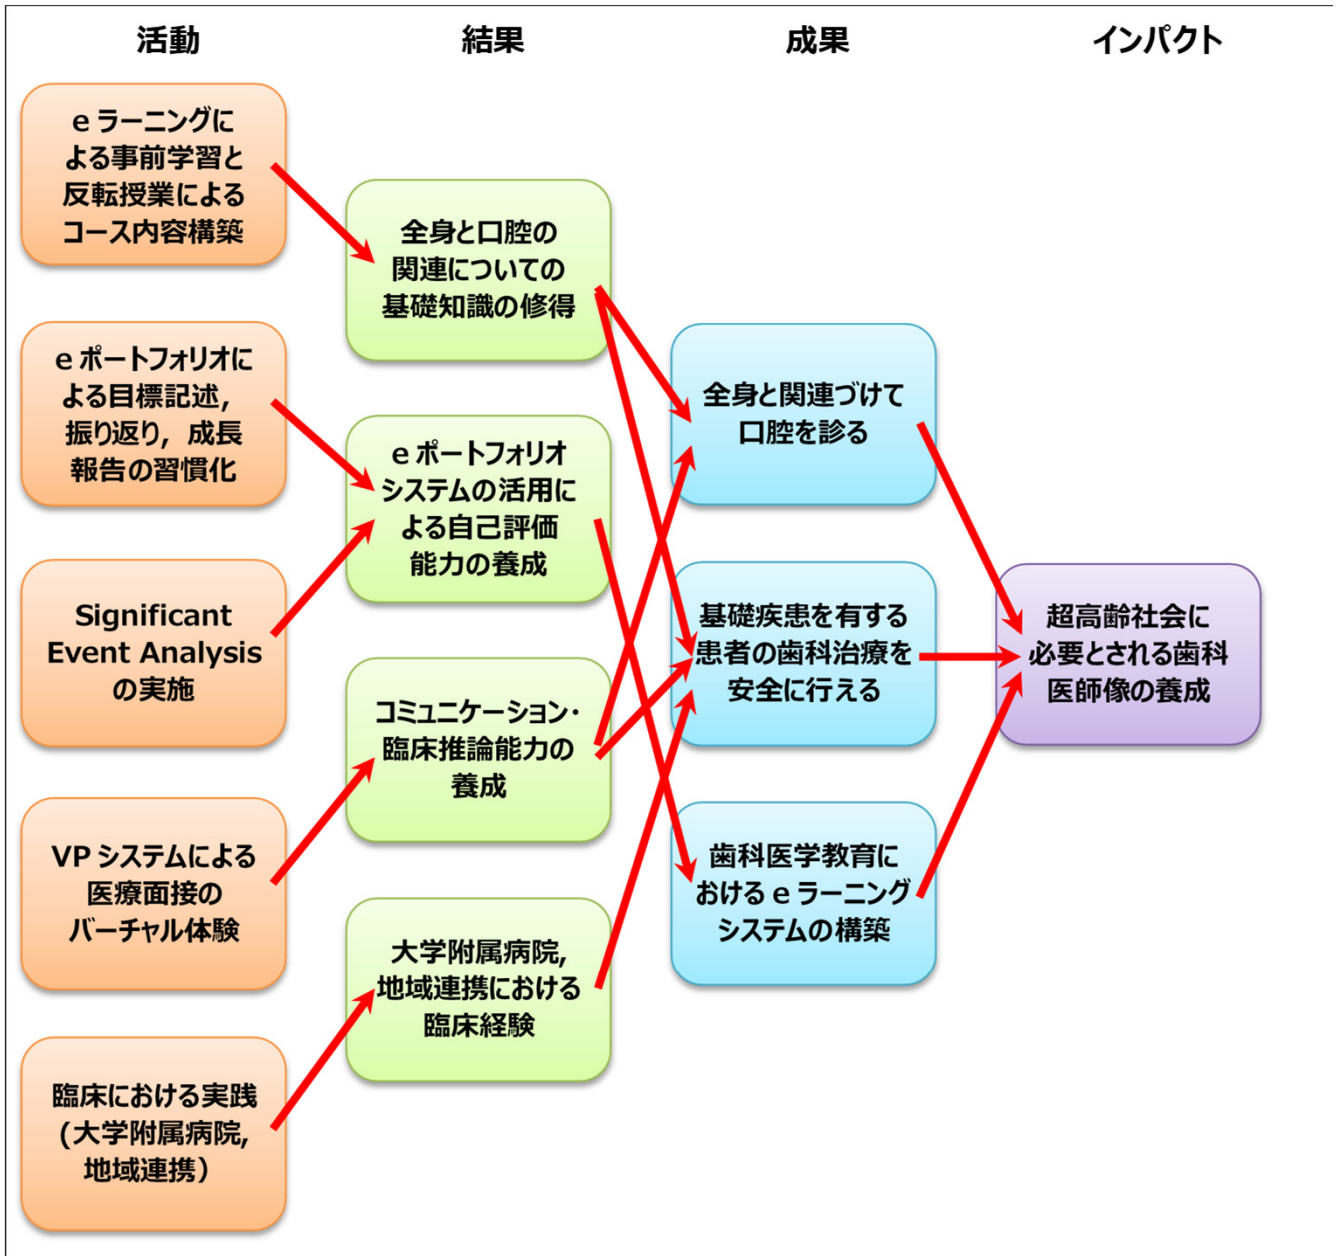 活動
結果
成果
インパクト
e ラーニングに
よる事前学習と
反転授業による
コース内容構築
e ポートフォリオに
よる目標記述,
振り返り, 成長
報告の習慣化
Significant
Event Analysis
の実施
VP システムによる
医療面接の
バーチャル体験
臨床における実践
(大学附属病院,
地域連携）
全身と口腔の
関連についての
基礎知識の修得
e ポートフォリオ
システムの活用に
よる自己評価
能力の養成
コミュニケーション・
臨床推論能力の
養成
大学附属病院,
地域連携における
臨床経験
全身と関連づけて
口腔を診る
基礎疾患を有する
患者の歯科治療を
安全に行える
歯科医学教育に
おける e ラーニング
システムの構築
超高齢社会に
必要とされる歯科
医師像の養成